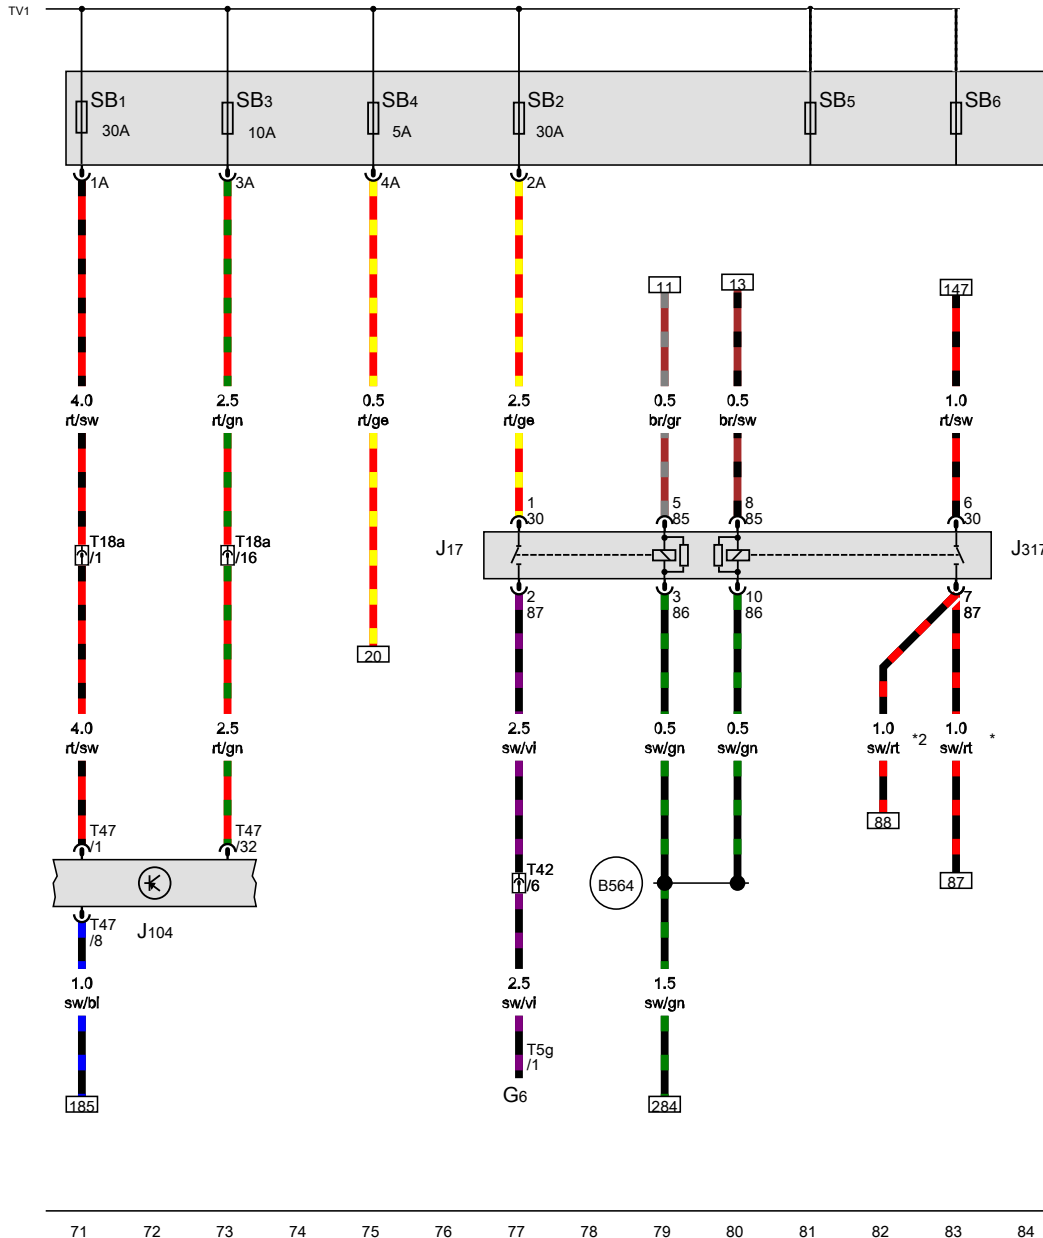 TV1
SB1
30A
SB3
10A
SB4
5A
SB2
30A
SB5
SB6
1A
3A
4A
2A
11
13
147
4.0
rt/sw
2.5
rt/gn
0.5
rt/ge
2.5
rt/ge
0.5
br/gr
0.5
br/sw
1.0
rt/sw
1
30
5
85
8
85
6
30
T18a
/1
T18a
/16
J17
J317
2
87
3
86
10
86
7
87
20
4.0
rt/sw
2.5
rt/gn
2.5
sw/vi
0.5
sw/gn
0.5
sw/gn
1.0
sw/rt
*2
1.0
sw/rt
*
88
T47
/1
T47
/32
T42
/6
B564
87
T47
/8
J104
1.0
sw/bl
2.5
sw/vi
1.5
sw/gn
T5g
/1
G6
185
284
71 72 73 74 75 76 77 78 79 80 81 82 83 84